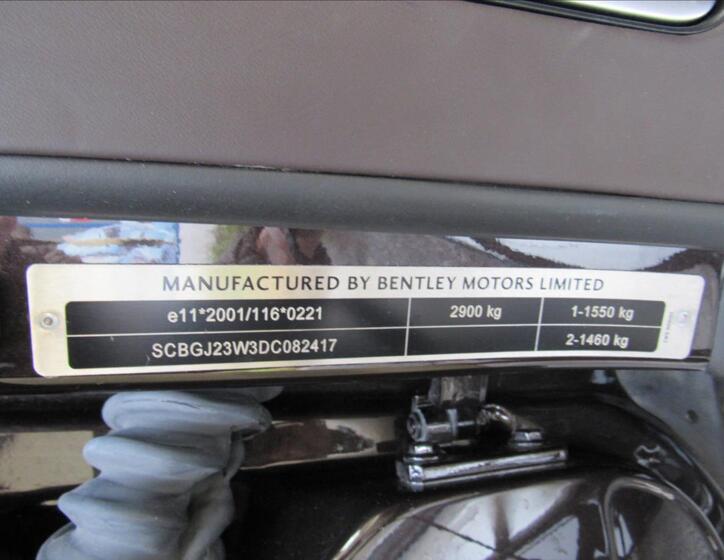 MANUFACTURED BY BENTLEY MOTORS LIMITED
e11*2001/116*0221 2900 kg 1-1550 kg
SCBGJ23W3DC082417 2-1460 kg